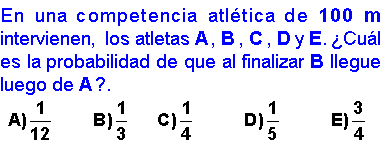 En una competencia atlética de 100 m
intervienen, los atletas A, B, C, D y E. ¿Cuál
es la probabilidad de que al finalizar B llegue
luego de A?.
A) 1/12 B) 1/3 C) 1/4 D) 1/5 E) 3/4